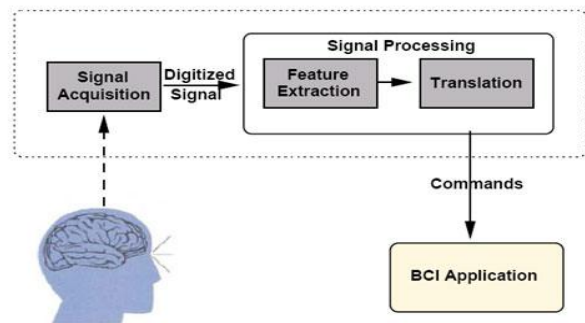 Signal Processing
Signal
Acquisition
Digitized
Signal
Feature
Extraction
Translation
Commands
BCI Application